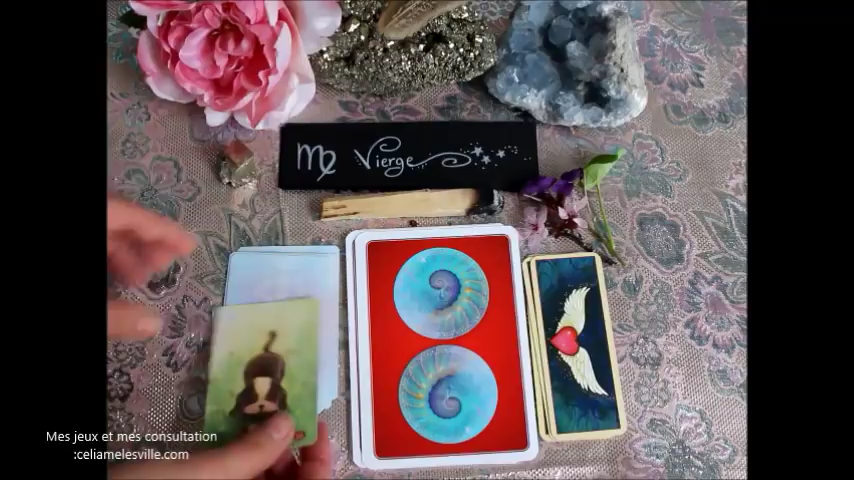 ♍ Vierge
Mes jeux et mes consultation
:celiamelesville.com